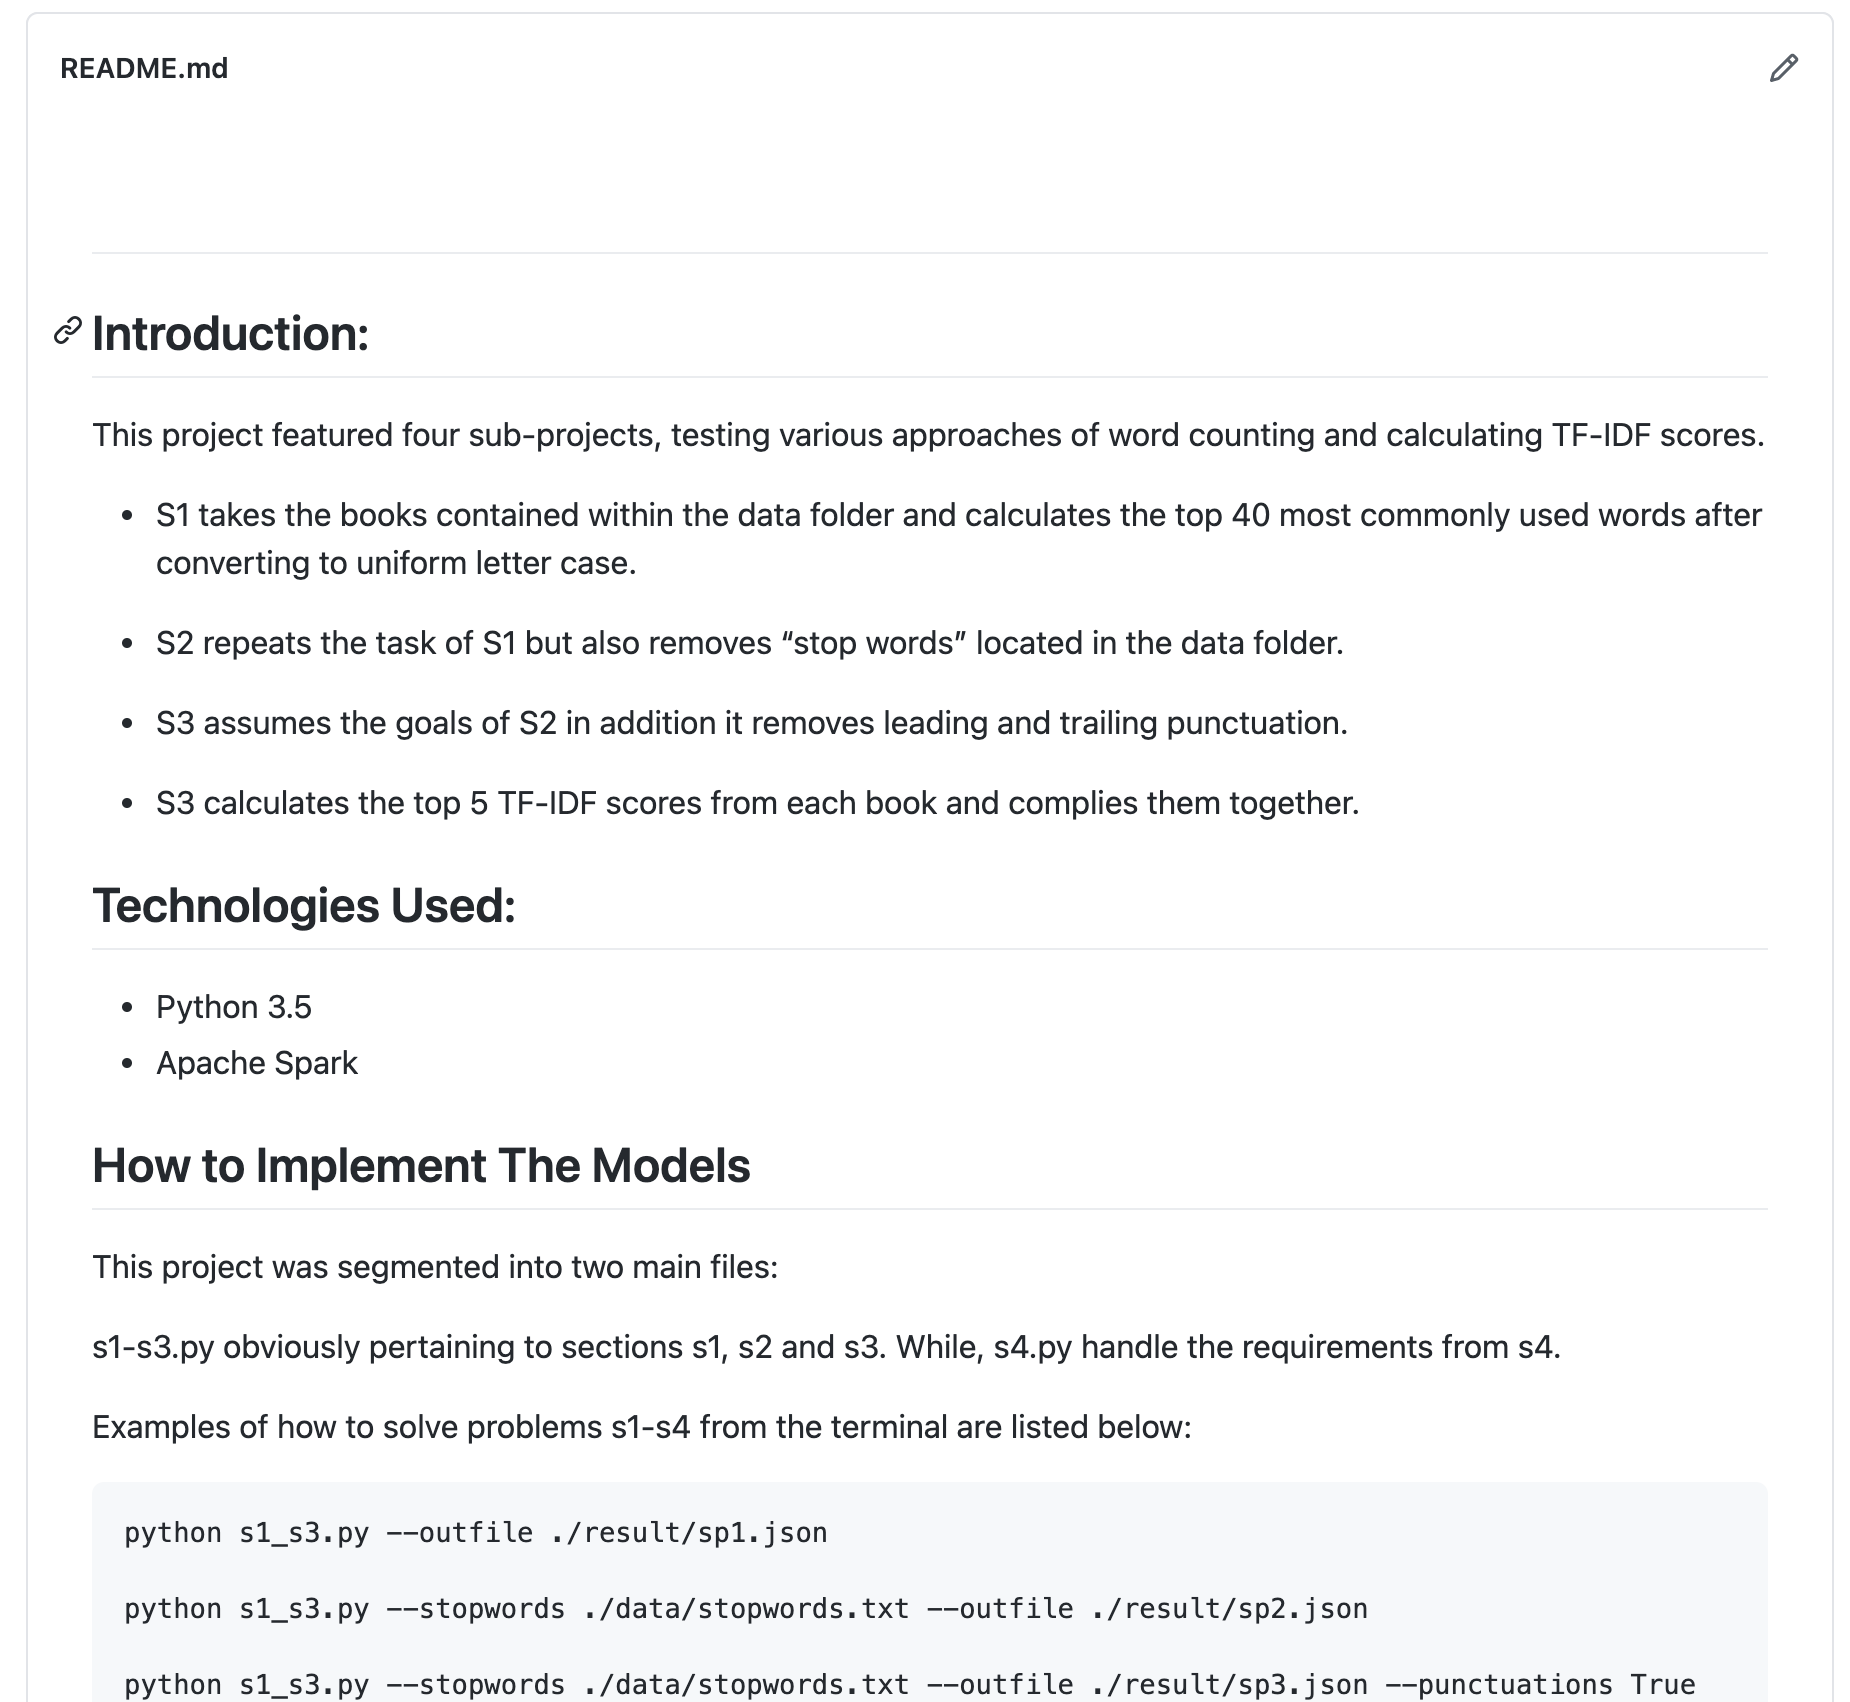 README.md
Introduction:
This project featured four sub-projects, testing various approaches of word counting and calculating TF-IDF scores.
• S1 takes the books contained within the data folder and calculates the top 40 most commonly used words after
converting to uniform letter case.
• S2 repeats the task of S1 but also removes “stop words” located in the data folder.
• S3 assumes the goals of S2 in addition it removes leading and trailing punctuation.
• S3 calculates the top 5 TF-IDF scores from each book and complies them together.
Technologies Used:
• Python 3.5
• Apache Spark
How to Implement The Models
This project was segmented into two main files:
s1-s3.py obviously pertaining to sections s1, s2 and s3. While, s4.py handle the requirements from s4.
Examples of how to solve problems s1-s4 from the terminal are listed below:
python s1_s3.py --outfile ./result/sp1.json
python s1_s3.py --stopwords ./data/stopwords.txt --outfile ./result/sp2.json
python s1_s3.py --stopwords ./data/stopwords.txt --outfile ./result/sp3.json --punctuations True